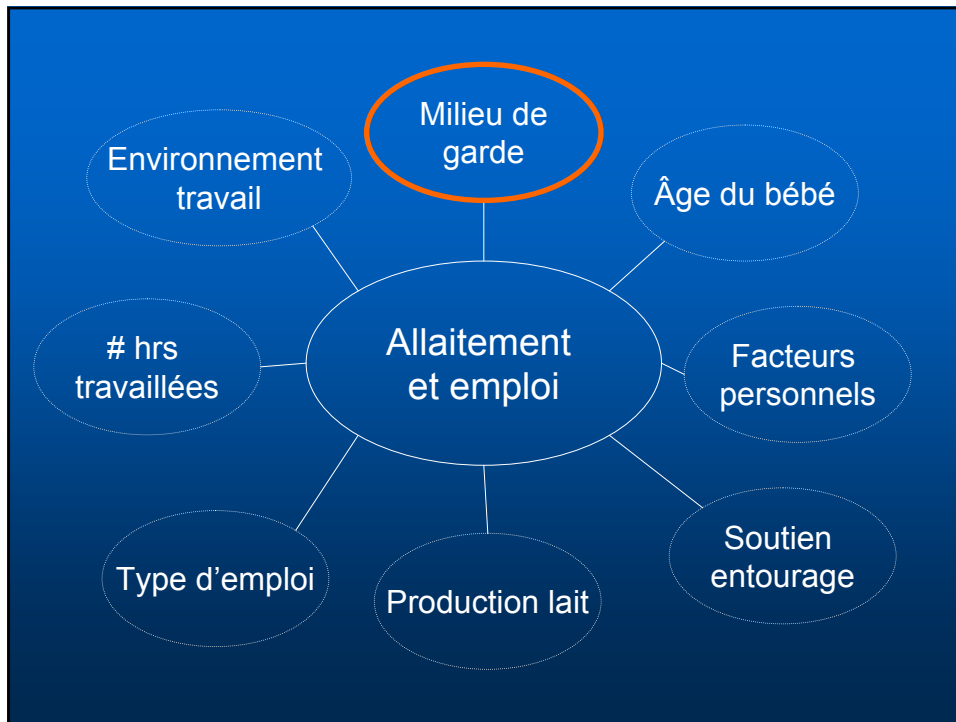 Milieu de
garde
Environnement
travail
Âge du bébé
# hrs
travaillées
Allaitement
et emploi
Facteurs
personnels
Type d'emploi
Production lait
Soutien
entourage